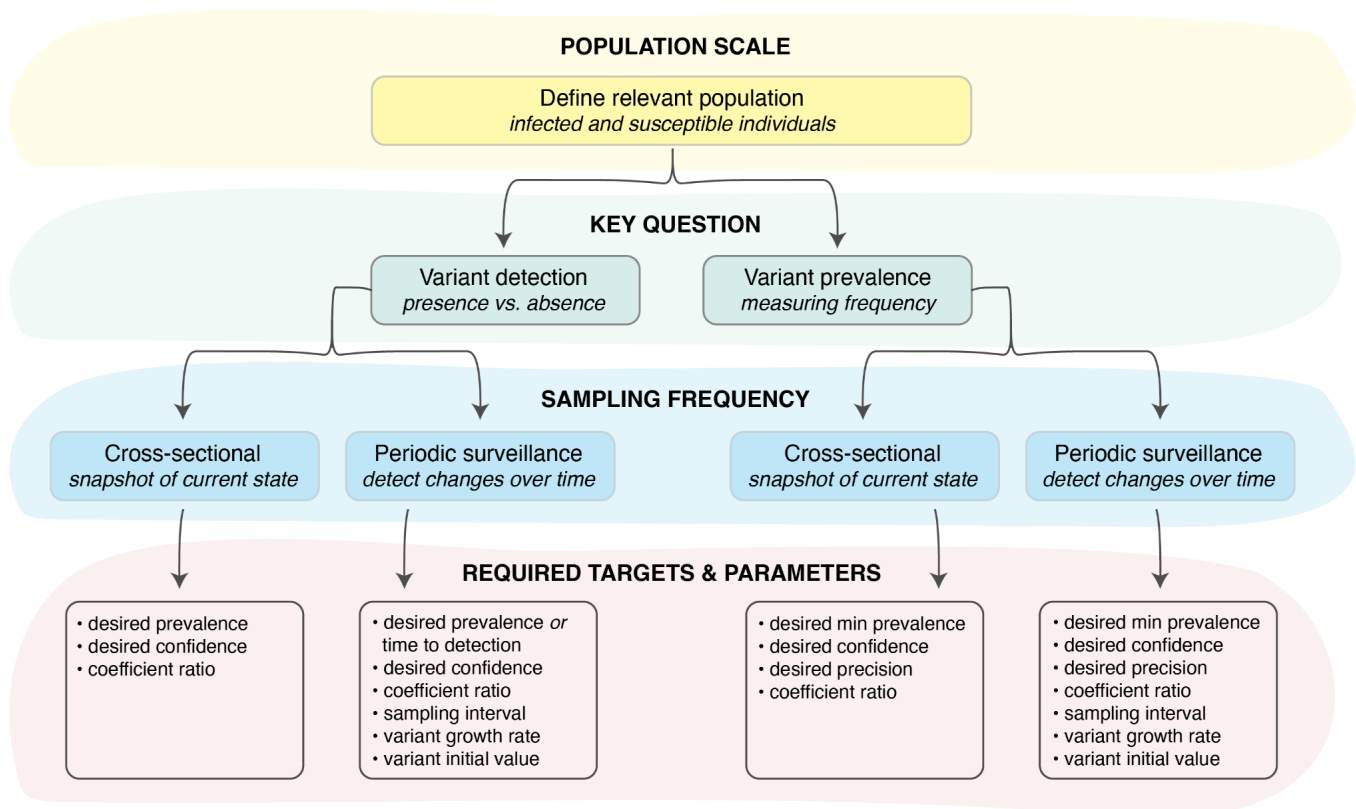 POPULATION SCALE
Define relevant population
infected and susceptible individuals
KEY QUESTION
Variant detection
presence vs. absence
Variant prevalence
measuring frequency
SAMPLING FREQUENCY
Cross-sectional
snapshot of current state
Periodic surveillance
detect changes over time
Cross-sectional
snapshot of current state
Periodic surveillance
detect changes over time
REQUIRED TARGETS & PARAMETERS
• desired prevalence
• desired confidence
• coefficient ratio
• desired prevalence or
time to detection
• desired confidence
• coefficient ratio
• sampling interval
• variant growth rate
• variant initial value
• desired min prevalence
• desired confidence
• desired precision
• coefficient ratio
• desired min prevalence
• desired confidence
• desired precision
• coefficient ratio
• sampling interval
• variant growth rate
• variant initial value